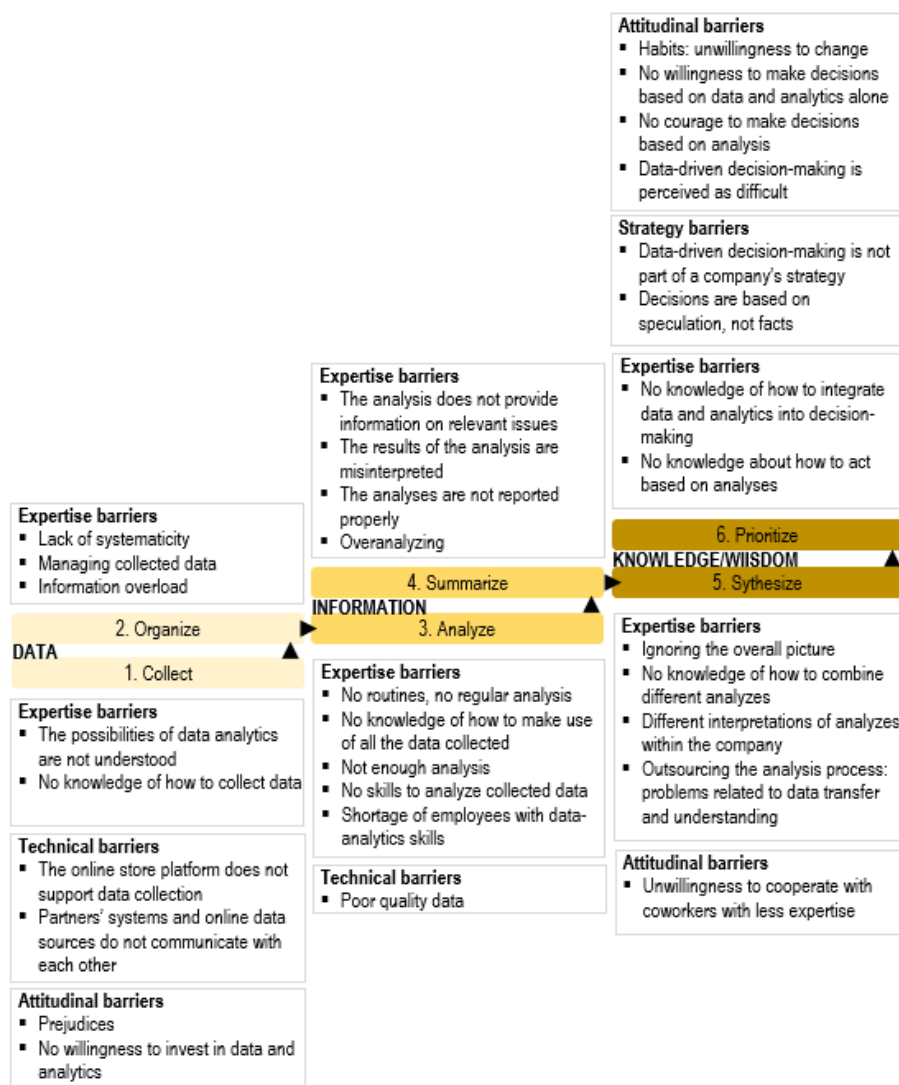 Attitudinal barriers
▪ Habits: unwillingness to change
▪ No willingness to make decisions
based on data and analytics alone
▪ No courage to make decisions
based on analysis
▪ Data-driven decision-making is
perceived as difficult
Strategy barriers
▪ Data-driven decision-making is not
part of a company's strategy
▪ Decisions are based on
speculation, not facts
Expertise barriers
▪ No knowledge of how to integrate
data and analytics into decision-
making
▪ No knowledge about how to act
based on analyses
6. Prioritize
KNOWLEDGE/WIISDOM
5. Sythesize
Expertise barriers
▪ Ignoring the overall picture
▪ No knowledge of how to combine
different analyzes
▪ Different interpretations of analyzes
within the company
▪ Outsourcing the analysis process:
problems related to data transfer
and understanding
Attitudinal barriers
▪ Unwillingness to cooperate with
coworkers with less expertise
Expertise barriers
▪ The analysis does not provide
information on relevant issues
▪ The results of the analysis are
misinterpreted
▪ The analyses are not reported
properly
▪ Overanalyzing
4. Summarize
INFORMATION
3. Analyze
Expertise barriers
▪ No routines, no regular analysis
▪ No knowledge of how to make use
of all the data collected
▪ Not enough analysis
▪ No skills to analyze collected data
▪ Shortage of employees with data-
analytics skills
Technical barriers
▪ Poor quality data
Expertise barriers
▪ Lack of systematicity
▪ Managing collected data
▪ Information overload
2. Organize
DATA
1. Collect
Expertise barriers
▪ The possibilities of data analytics
are not understood
▪ No knowledge of how to collect data
Technical barriers
▪ The online store platform does not
support data collection
▪ Partners' systems and online data
sources do not communicate with
each other
Attitudinal barriers
▪ Prejudices
▪ No willingness to invest in data and
analytics